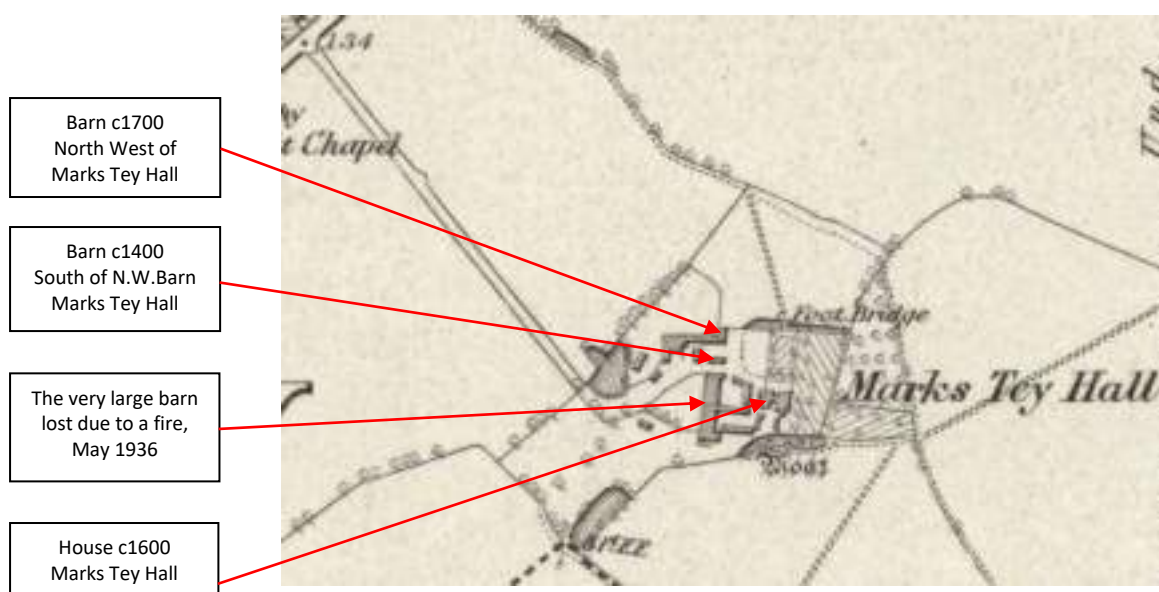 Barn c1700
North West of
Marks Tey Hall
Barn c1400
South of N.W.Barn
Marks Tey Hall
The very large barn
lost due to a fire,
May 1936
House c1600
Marks Tey Hall
134
t Chapel
Und
Foot Bridge
Marks Tey Hall
Moat